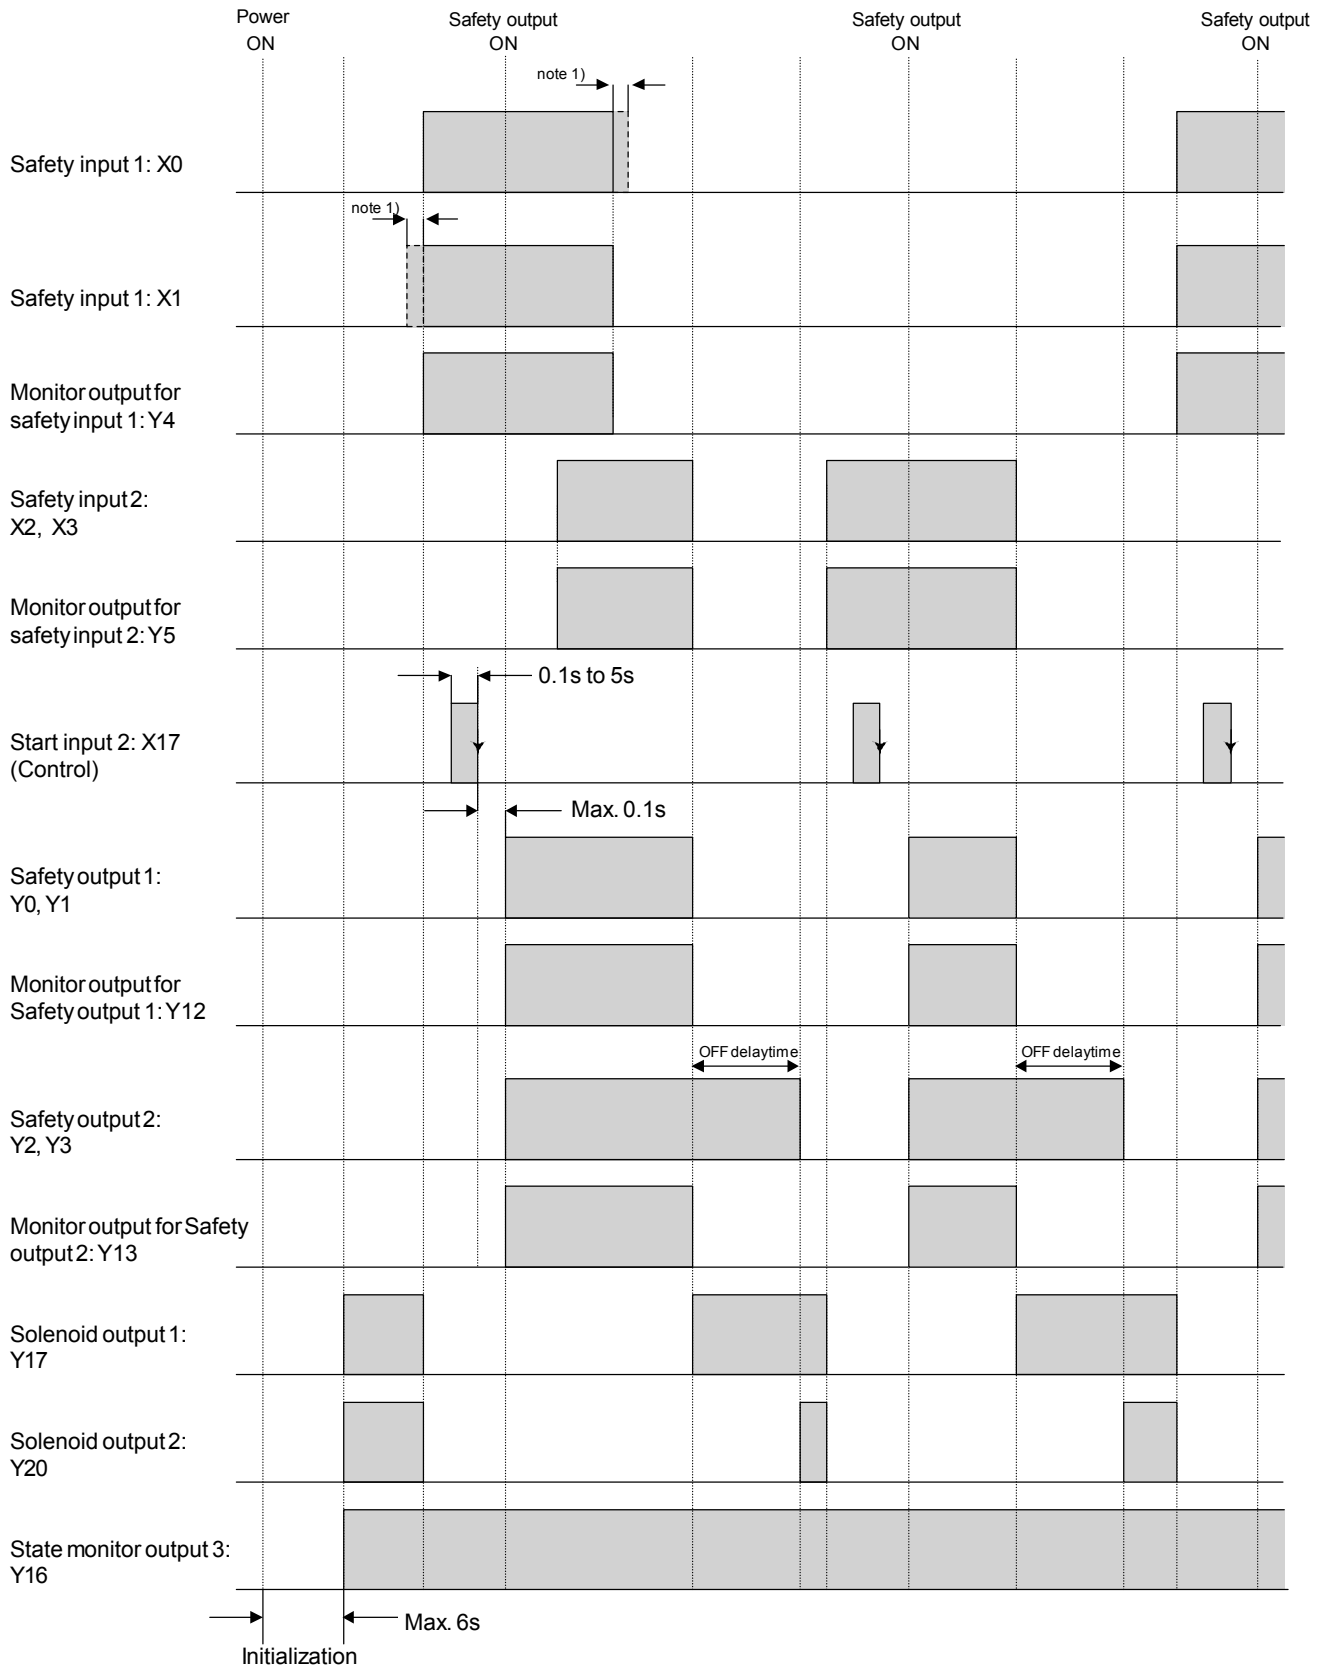 Power
ON
Safety output
ON
Safety output
ON
Safety output
ON
note 1)
Safety input 1: X0
note 1)
Safety input 1: X1
Monitor output for
safety input 1: Y4
Safety input 2:
X2, X3
Monitor output for
safety input 2: Y5
0.1s to 5s
Start input 2: X17
(Control)
Max. 0.1s
Safety output 1:
Y0, Y1
Monitor output for
Safety output 1: Y12
OFF delay time
OFF delay time
Safety output 2:
Y2, Y3
Monitor output for Safety
output 2: Y13
Solenoid output 1:
Y17
Solenoid output 2:
Y20
State monitor output 3:
Y16
Max. 6s
Initialization